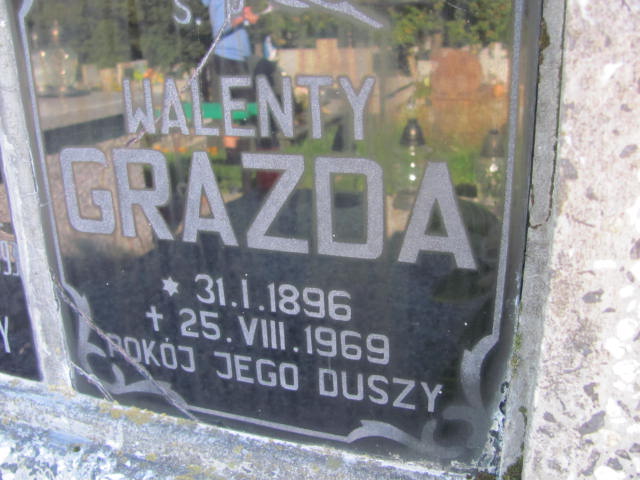 Ś.
WALENTY
GRAZDA
✶ 31.I.1896
✝ 25.VIII.1969
POKÓJ JEGO DUSZY